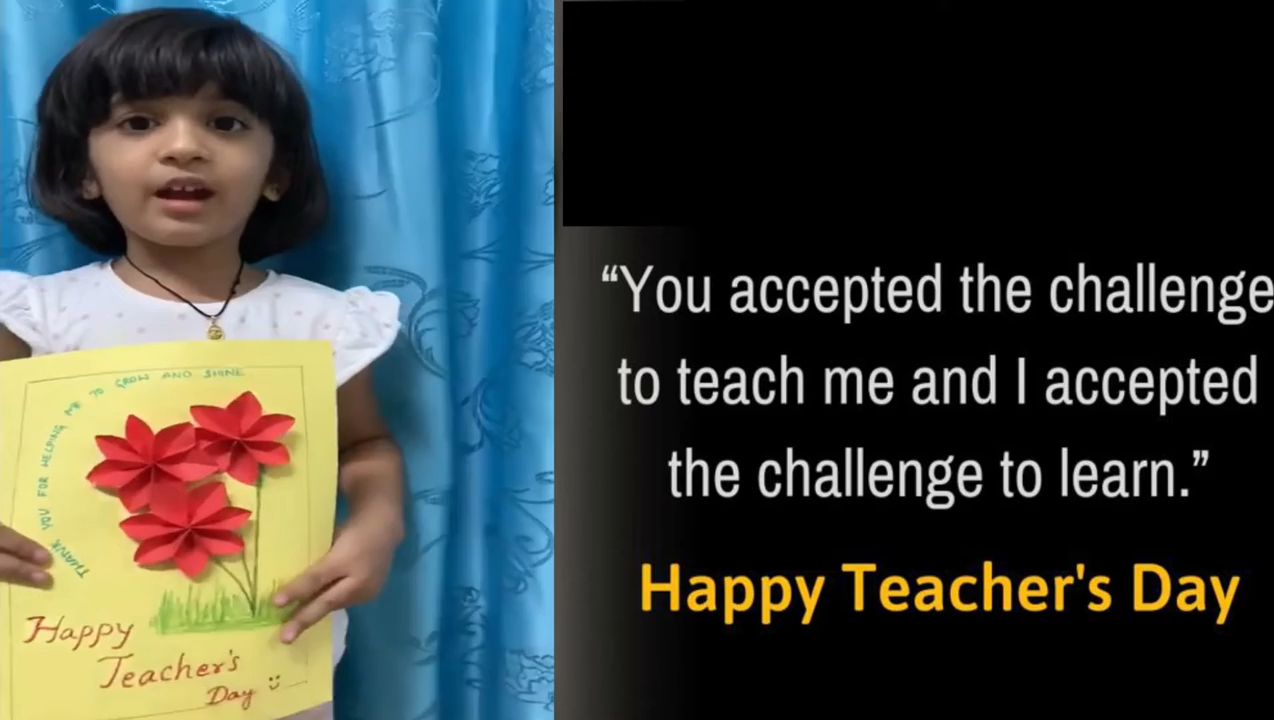 THANK YOU FOR HELPING ME TO GROW AND SHINE
Happy
Teacher's
Day
“You accepted the challenge
to teach me and I accepted
the challenge to learn.”
Happy Teacher's Day